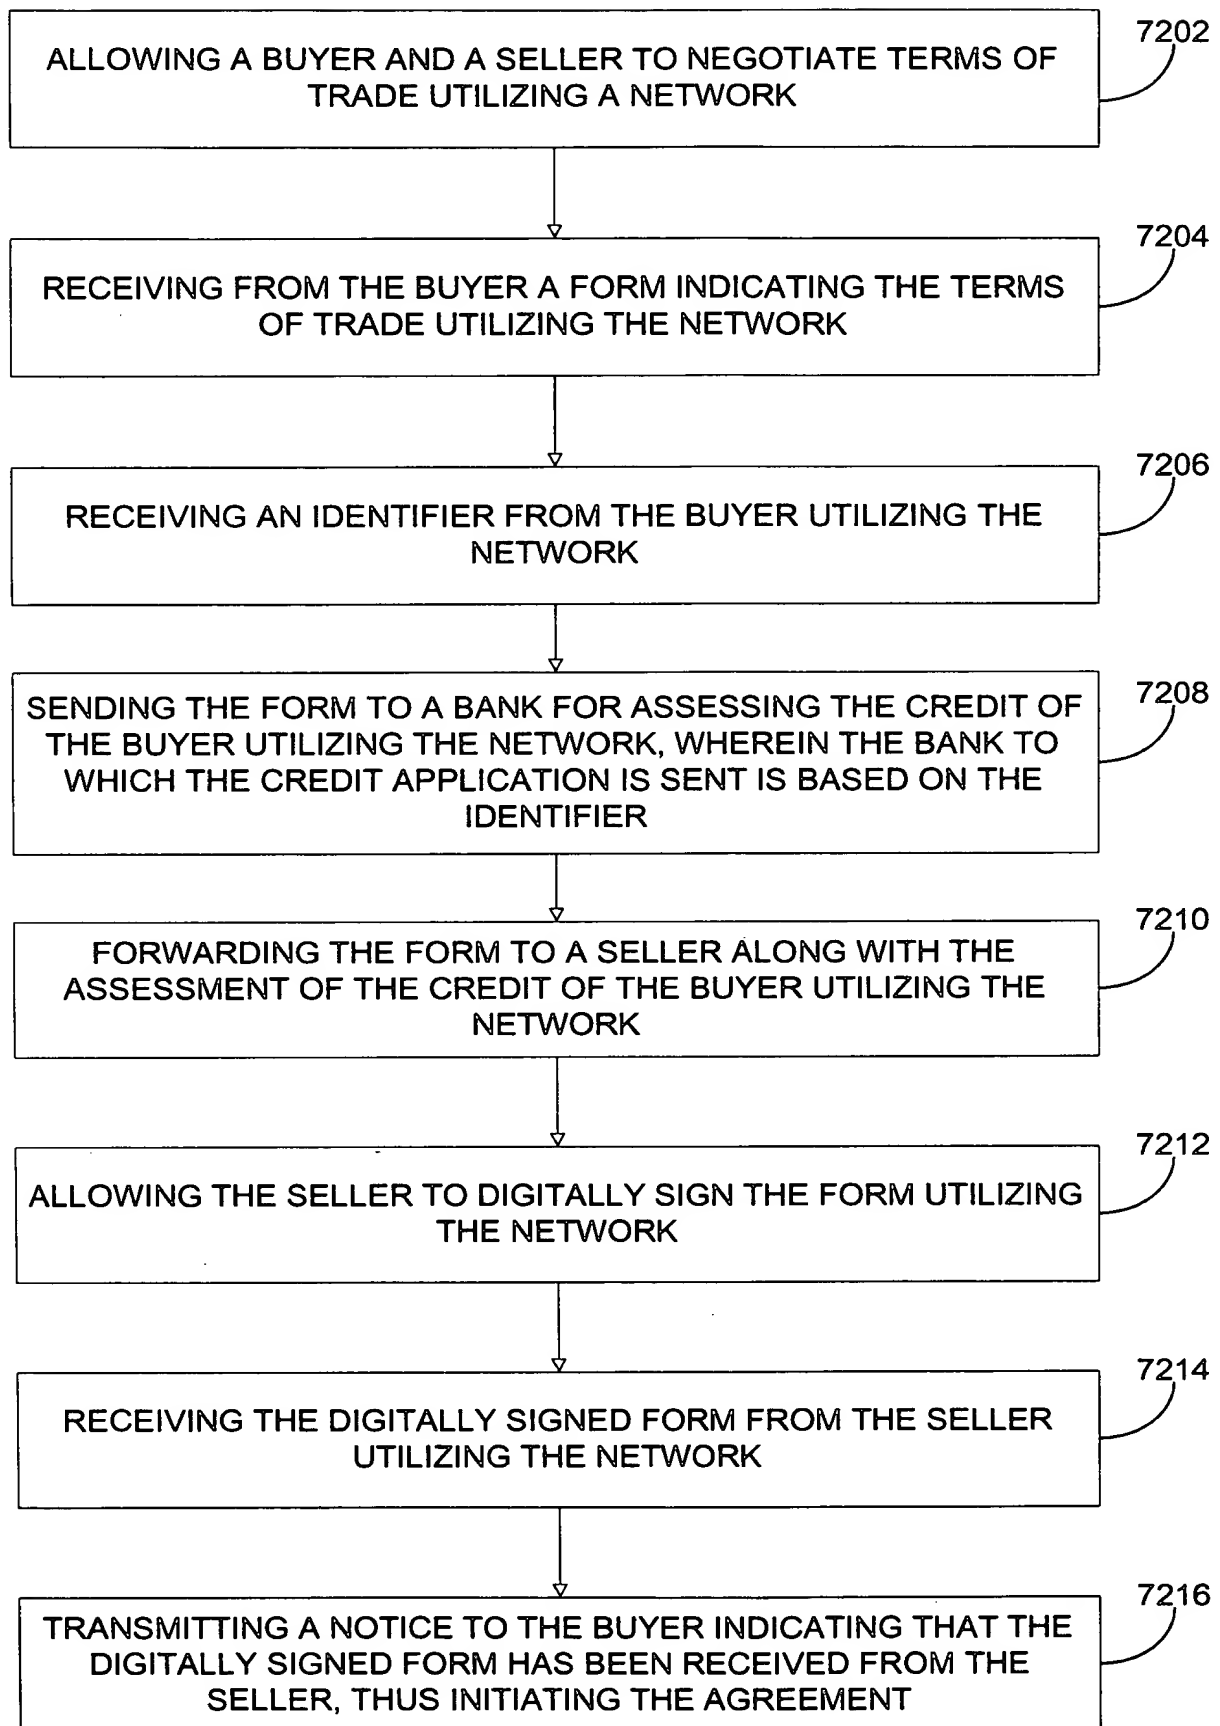 7202
ALLOWING A BUYER AND A SELLER TO NEGOTIATE TERMS OF
TRADE UTILIZING A NETWORK
7204
RECEIVING FROM THE BUYER A FORM INDICATING THE TERMS
OF TRADE UTILIZING THE NETWORK
7206
RECEIVING AN IDENTIFIER FROM THE BUYER UTILIZING THE
NETWORK
7208
SENDING THE FORM TO A BANK FOR ASSESSING THE CREDIT OF
THE BUYER UTILIZING THE NETWORK, WHEREIN THE BANK TO
WHICH THE CREDIT APPLICATION IS SENT IS BASED ON THE
IDENTIFIER
7210
FORWARDING THE FORM TO A SELLER ALONG WITH THE
ASSESSMENT OF THE CREDIT OF THE BUYER UTILIZING THE
NETWORK
7212
ALLOWING THE SELLER TO DIGITALLY SIGN THE FORM UTILIZING
THE NETWORK
7214
RECEIVING THE DIGITALLY SIGNED FORM FROM THE SELLER
UTILIZING THE NETWORK
7216
TRANSMITTING A NOTICE TO THE BUYER INDICATING THAT THE
DIGITALLY SIGNED FORM HAS BEEN RECEIVED FROM THE
SELLER, THUS INITIATING THE AGREEMENT